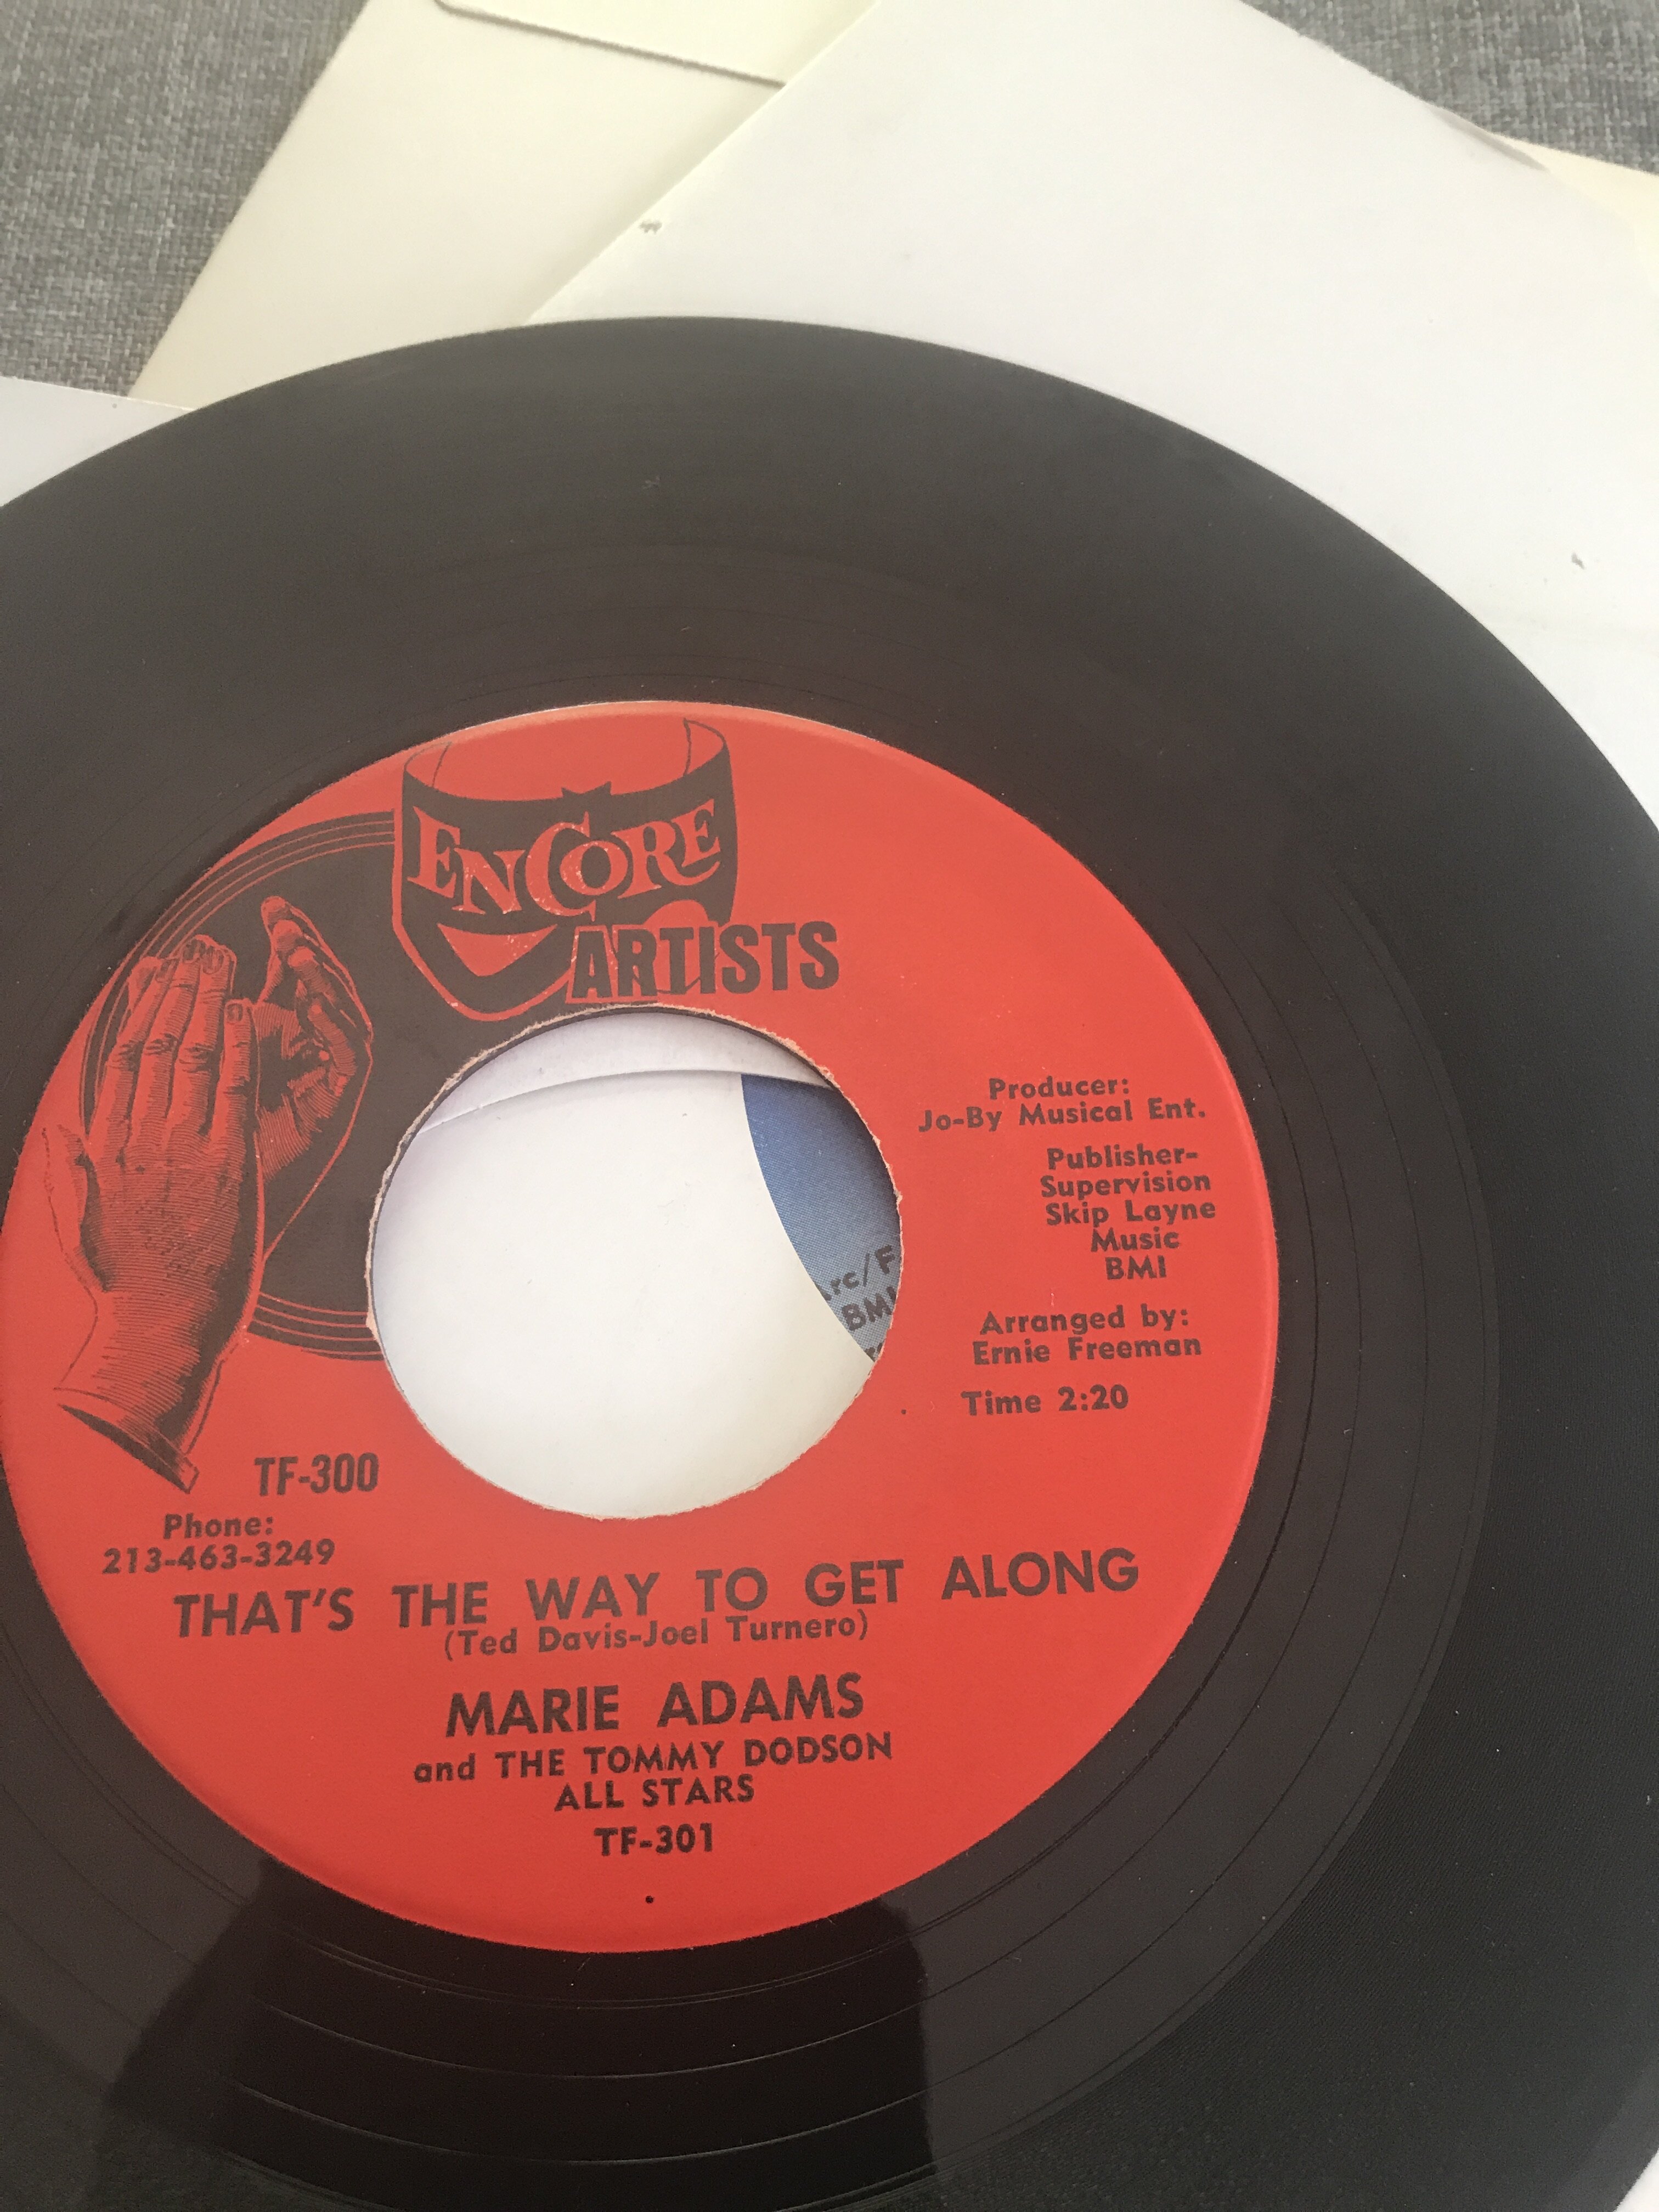 ENCORE
ARTISTS
Producer:
Jo-By Musical Ent.
Publisher-
Supervision
Skip Layne
Music
BMI
Arranged by:
Ernie Freeman
Time 2:20
TF-300
Phone:
213-463-3249
THAT'S THE WAY TO GET ALONG
(Ted Davis-Joel Turnero)
MARIE ADAMS
and THE TOMMY DODSON
ALL STARS
TF-301
BMI